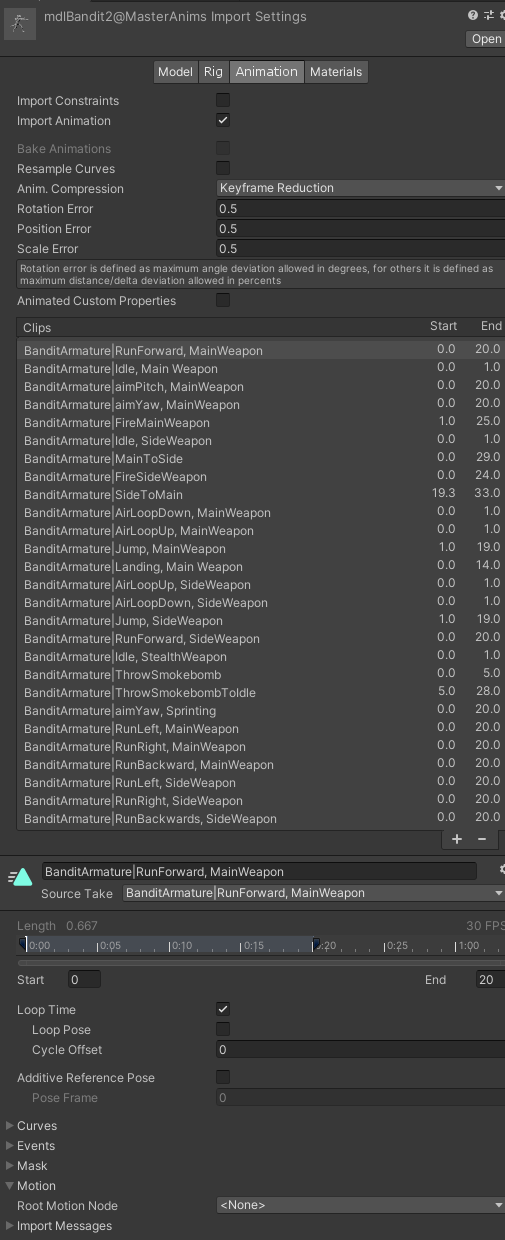 mdlBandit2@MasterAnims Import Settings
Open
Model Rig Animation Materials
Import Constraints
Import Animation
Bake Animations
Resample Curves
Anim. Compression Keyframe Reduction
Rotation Error 0.5
Position Error 0.5
Scale Error 0.5
Rotation error is defined as maximum angle deviation allowed in degrees, for others it is defined as
maximum distance/delta deviation allowed in percents
Animated Custom Properties
Clips Start End
BanditArmature|RunForward, MainWeapon 0.0 20.0
BanditArmature|Idle, Main Weapon 0.0 1.0
BanditArmature|aimPitch, MainWeapon 0.0 20.0
BanditArmature|aimYaw, MainWeapon 0.0 20.0
BanditArmature|FireMainWeapon 1.0 25.0
BanditArmature|Idle, SideWeapon 0.0 1.0
BanditArmature|MainToSide 0.0 29.0
BanditArmature|FireSideWeapon 0.0 24.0
BanditArmature|SideToMain 19.3 33.0
BanditArmature|AirLoopDown, MainWeapon 0.0 1.0
BanditArmature|AirLoopUp, MainWeapon 0.0 1.0
BanditArmature|Jump, MainWeapon 1.0 19.0
BanditArmature|Landing, Main Weapon 0.0 14.0
BanditArmature|AirLoopUp, SideWeapon 0.0 1.0
BanditArmature|AirLoopDown, SideWeapon 0.0 1.0
BanditArmature|Jump, SideWeapon 1.0 19.0
BanditArmature|RunForward, SideWeapon 0.0 20.0
BanditArmature|Idle, StealthWeapon 0.0 1.0
BanditArmature|ThrowSmokebomb 0.0 5.0
BanditArmature|ThrowSmokebombToIdle 5.0 28.0
BanditArmature|aimYaw, Sprinting 0.0 20.0
BanditArmature|RunLeft, MainWeapon 0.0 20.0
BanditArmature|RunRight, MainWeapon 0.0 20.0
BanditArmature|RunBackward, MainWeapon 0.0 20.0
BanditArmature|RunLeft, SideWeapon 0.0 20.0
BanditArmature|RunRight, SideWeapon 0.0 20.0
BanditArmature|RunBackwards, SideWeapon 0.0 20.0
+ −
BanditArmature|RunForward, MainWeapon
Source Take BanditArmature|RunForward, MainWeapon
Length 0.667 30 FPS
0:00 0:05 0:10 0:15 0:20 0:25 1:00
Start 0 End 20
Loop Time
Loop Pose
Cycle Offset 0
Additive Reference Pose
Pose Frame 0
Curves
Events
Mask
Motion
Root Motion Node <None>
Import Messages